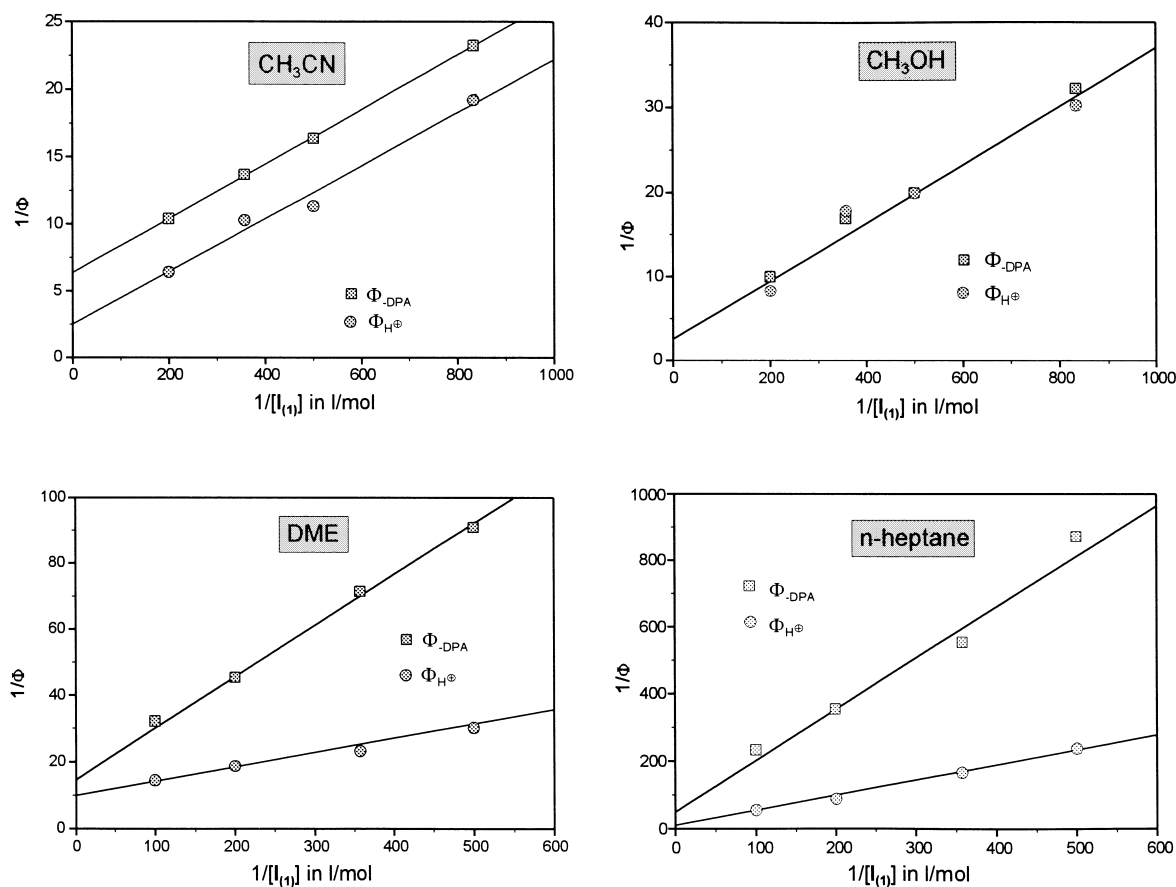 CH₃CN
25
20
15
10
5
0
1/Φ
Φ-DPA
ΦH⊕
0 200 400 600 800 1000
1/[I(1)] in l/mol
CH₃OH
40
30
20
10
0
1/Φ
Φ-DPA
ΦH⊕
0 200 400 600 800 1000
1/[I(1)] in l/mol
DME
100
80
60
40
20
0
1/Φ
Φ-DPA
ΦH⊕
0 100 200 300 400 500 600
1/[I(1)] in l/mol
n-heptane
1000
800
600
400
200
0
1/Φ
Φ-DPA
ΦH⊕
0 100 200 300 400 500 600
1/[I(1)] in l/mol